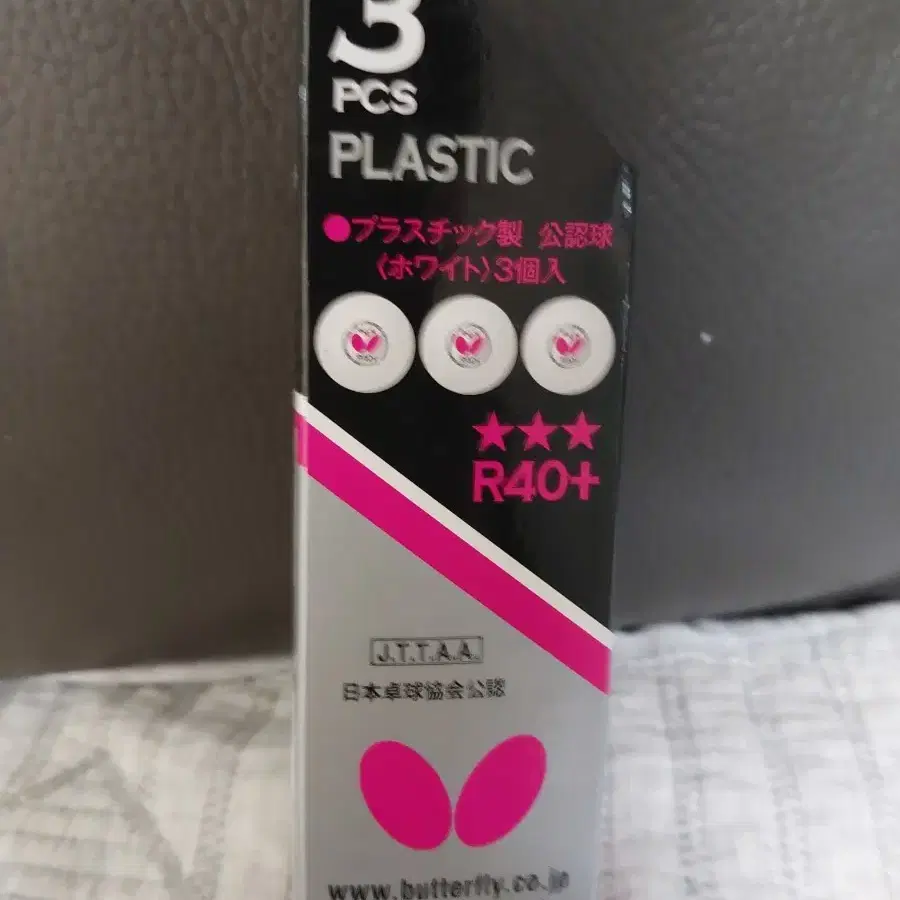 3
PCS
PLASTIC
●プラスチック製 公認球
〈ホワイト〉3個入
★★★
R40+
J.T.T.A.A.
日本卓球協会公認
www.butterfly.co.jp